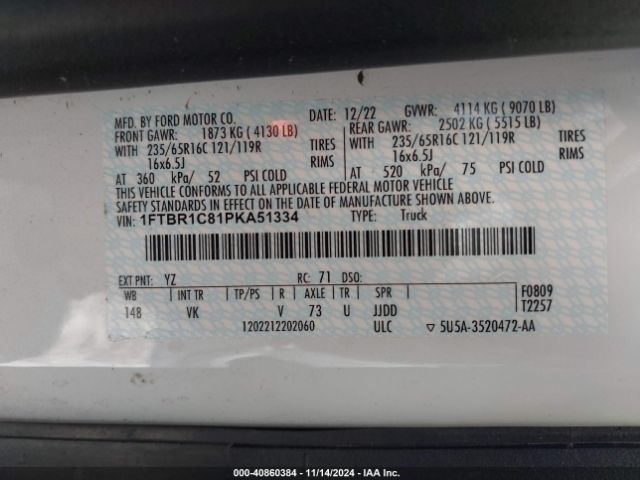 MFD. BY FORD MOTOR CO. DATE: 12/22 GVWR: 4114 KG ( 9070 LB)
FRONT GAWR: 1873 KG ( 4130 LB) REAR GAWR: 2502 KG ( 5515 LB)
WITH 235/65R16C 121/119R TIRES WITH 235/65R16C 121/119R TIRES
16x6.5J RIMS 16x6.5J RIMS
AT 360 kPa/ 52 PSI COLD AT 520 kPa/ 75 PSI COLD
THIS VEHICLE CONFORMS TO ALL APPLICABLE FEDERAL MOTOR VEHICLE
SAFETY STANDARDS IN EFFECT ON THE DATE OF MANUFACTURE SHOWN ABOVE.
VIN: 1FTBR1C81PKA51334 TYPE: Truck
EXT PNT: YZ RC: 71 DSO:
WB INT TR TP/PS R AXLE TR SPR F0809
148 VK V 73 U JJDD T2257
1202212202060 ULC ▽ 5U5A-3520472-AA
000-40860384 - 11/14/2024 - IAA Inc.